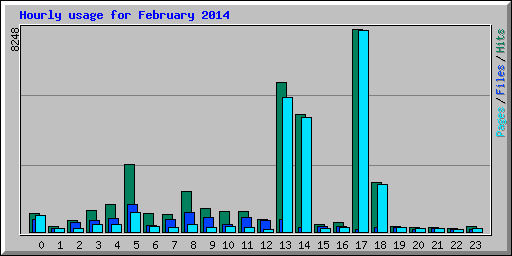 Hourly usage for February 2014
8248
Pages / Files / Hits
0 1 2 3 4 5 6 7 8 9 10 11 12 13 14 15 16 17 18 19 20 21 22 23